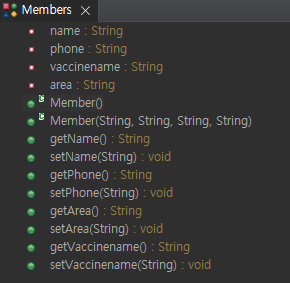 Members
name : String
phone : String
vaccinename : String
area : String
Member()
Member(String, String, String, String)
getName() : String
setName(String) : void
getPhone() : String
setPhone(String) : void
getArea() : String
setArea(String) : void
getVaccinename() : String
setVaccinename(String) : void